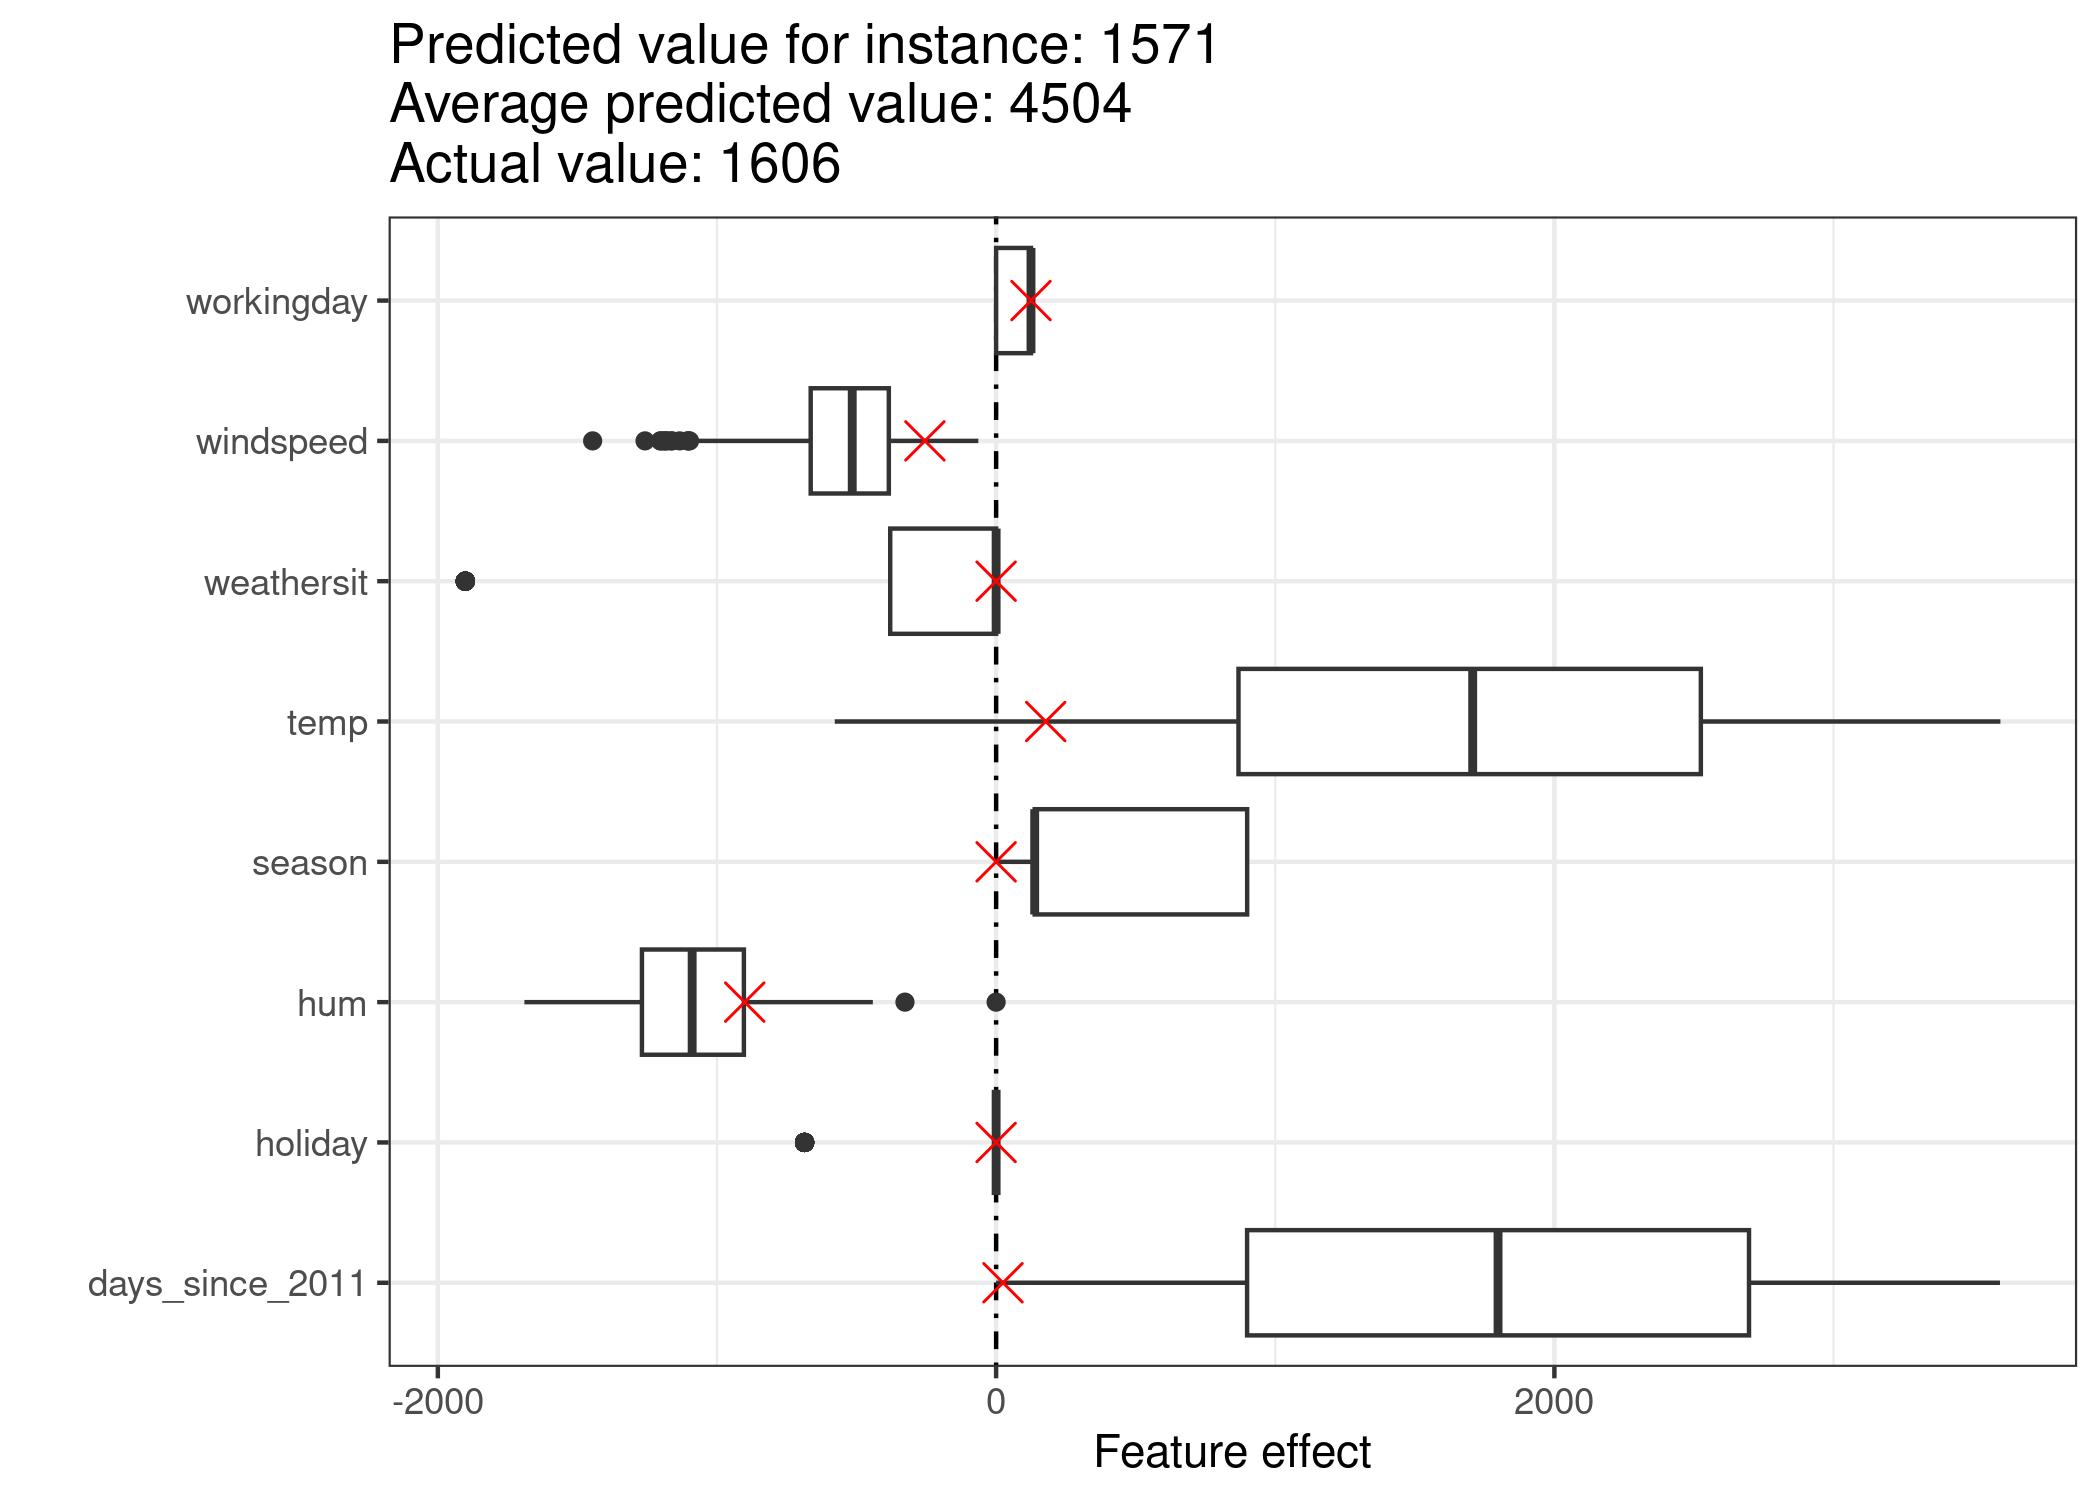 Predicted value for instance: 1571
Average predicted value: 4504
Actual value: 1606
workingday
windspeed
weathersit
temp
season
hum
holiday
days_since_2011
-2000 0 2000
Feature effect